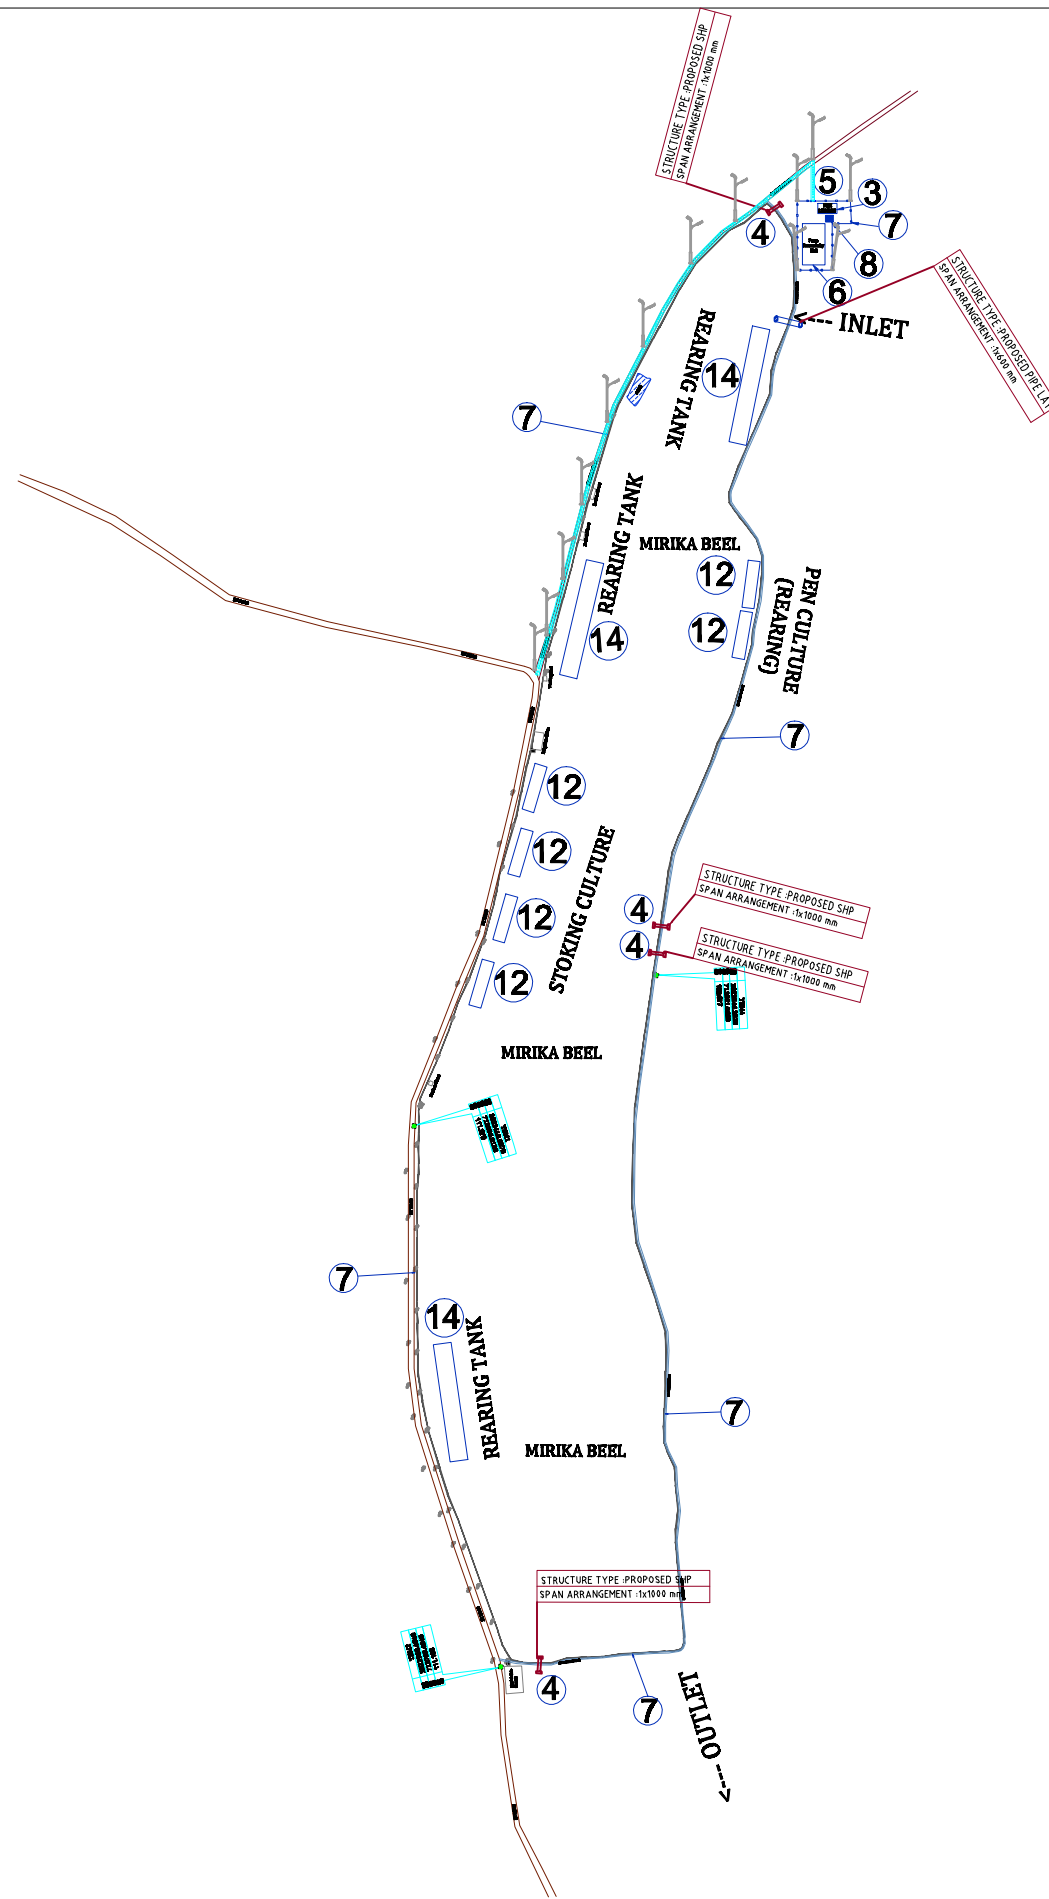 STRUCTURE TYPE :PROPOSED SHP
SPAN ARRANGEMENT :1x1000 mm
5
3
4
7
8
6
STRUCTURE TYPE :PROPOSED PIPE LA
SPAN ARRANGEMENT :1x600 mm
INLET
REARING TANK
14
7
REARING TANK
MIRIKA BEEL
12
12
14
PEN CULTURE
(REARING)
7
12
12
12
12
STOKING CULTURE
STRUCTURE TYPE :PROPOSED SHP
SPAN ARRANGEMENT :1x1000 mm
4
4
STRUCTURE TYPE :PROPOSED SHP
SPAN ARRANGEMENT :1x1000 mm
MIRIKA BEEL
7
14
REARING TANK
7
MIRIKA BEEL
STRUCTURE TYPE :PROPOSED SHP
SPAN ARRANGEMENT :1x1000 mm
4
7
OUTLET